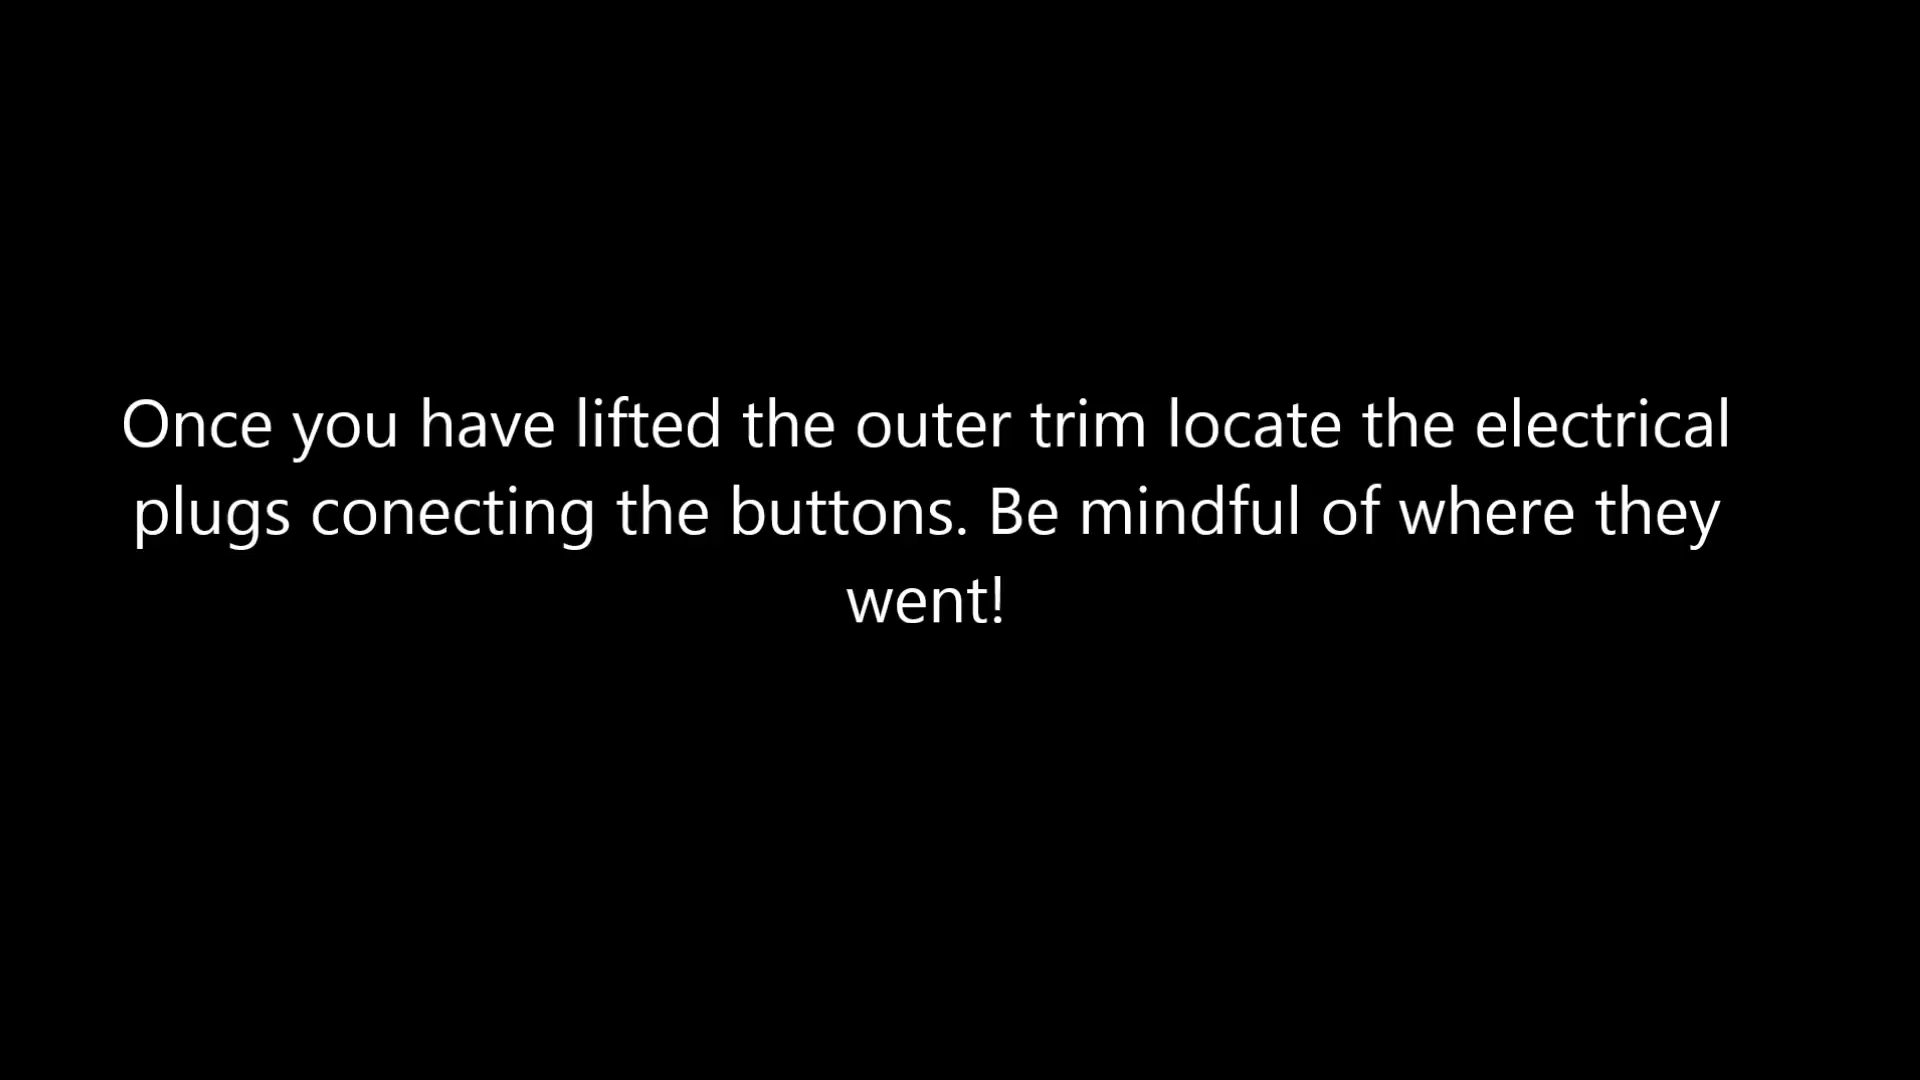 Once you have lifted the outer trim locate the electrical
plugs conecting the buttons. Be mindful of where they
went!